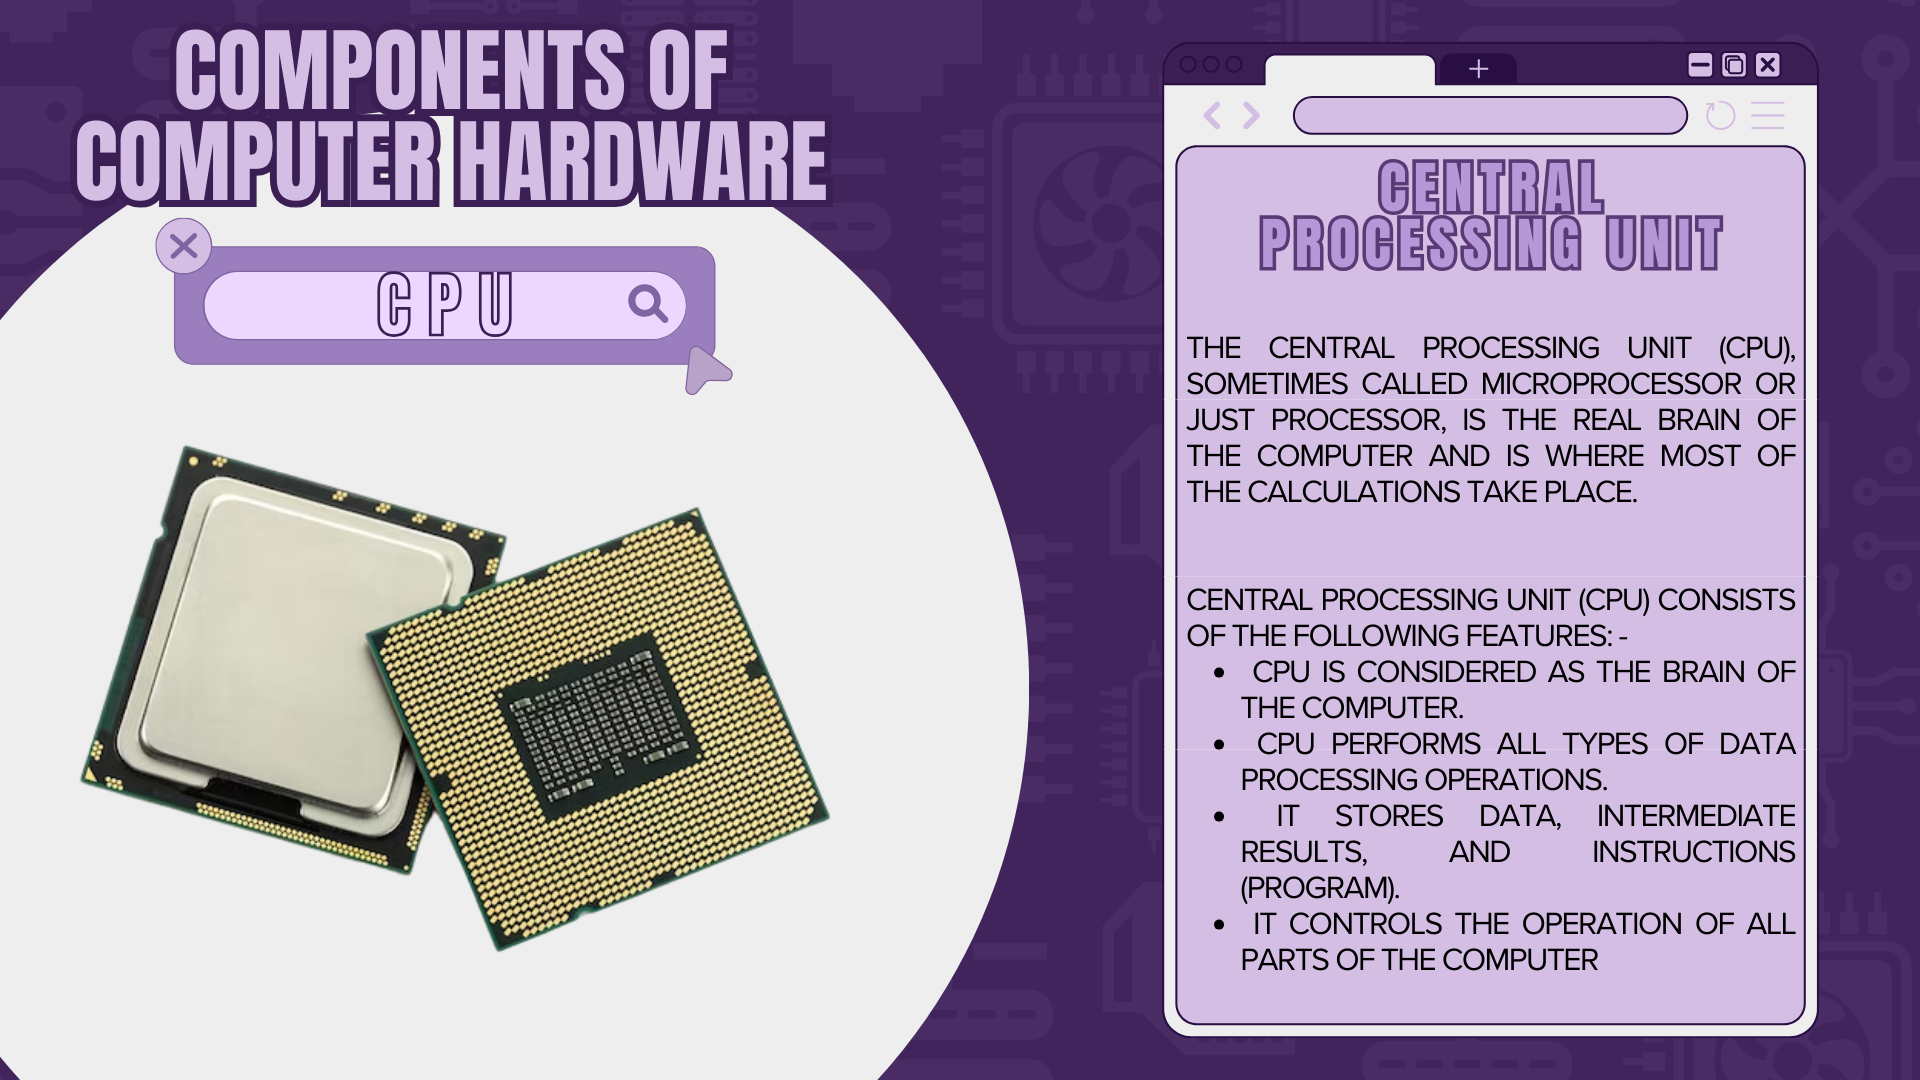 COMPONENTS OF
COMPUTER HARDWARE
CPU
CENTRAL
PROCESSING UNIT
THE CENTRAL PROCESSING UNIT (CPU),
SOMETIMES CALLED MICROPROCESSOR OR
JUST PROCESSOR, IS THE REAL BRAIN OF
THE COMPUTER AND IS WHERE MOST OF
THE CALCULATIONS TAKE PLACE.
CENTRAL PROCESSING UNIT (CPU) CONSISTS
OF THE FOLLOWING FEATURES: -
• CPU IS CONSIDERED AS THE BRAIN OF
THE COMPUTER.
• CPU PERFORMS ALL TYPES OF DATA
PROCESSING OPERATIONS.
• IT STORES DATA, INTERMEDIATE
RESULTS, AND INSTRUCTIONS
(PROGRAM).
• IT CONTROLS THE OPERATION OF ALL
PARTS OF THE COMPUTER